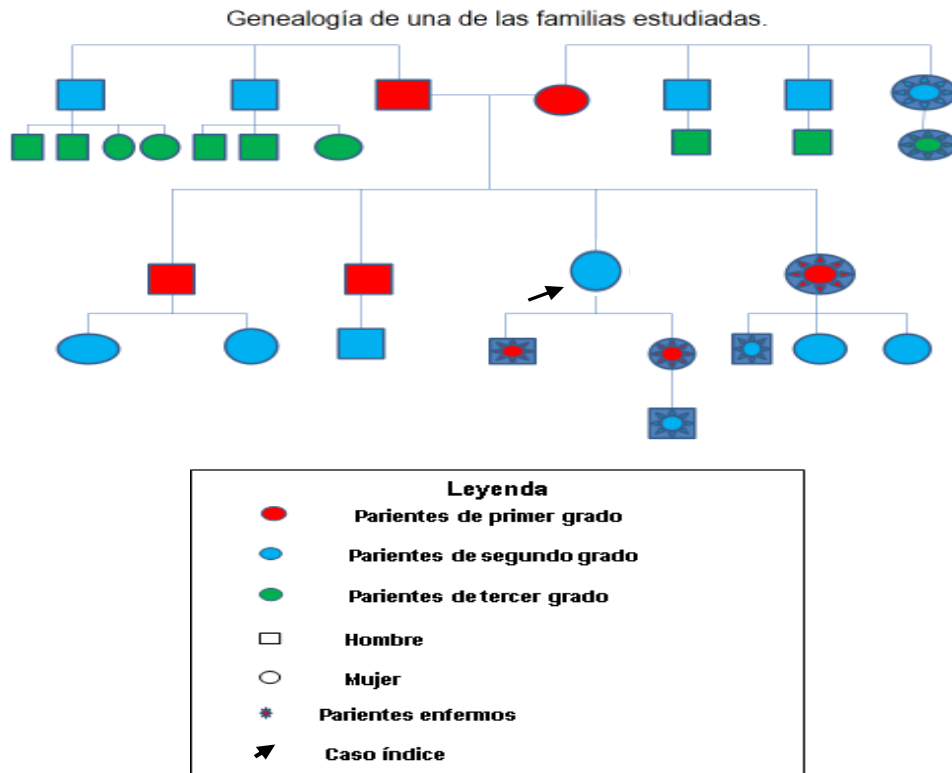 Genealogía de una de las familias estudiadas.
Leyenda
Parientes de primer grado
Parientes de segundo grado
Parientes de tercer grado
Hombre
Mujer
Parientes enfermos
Caso índice